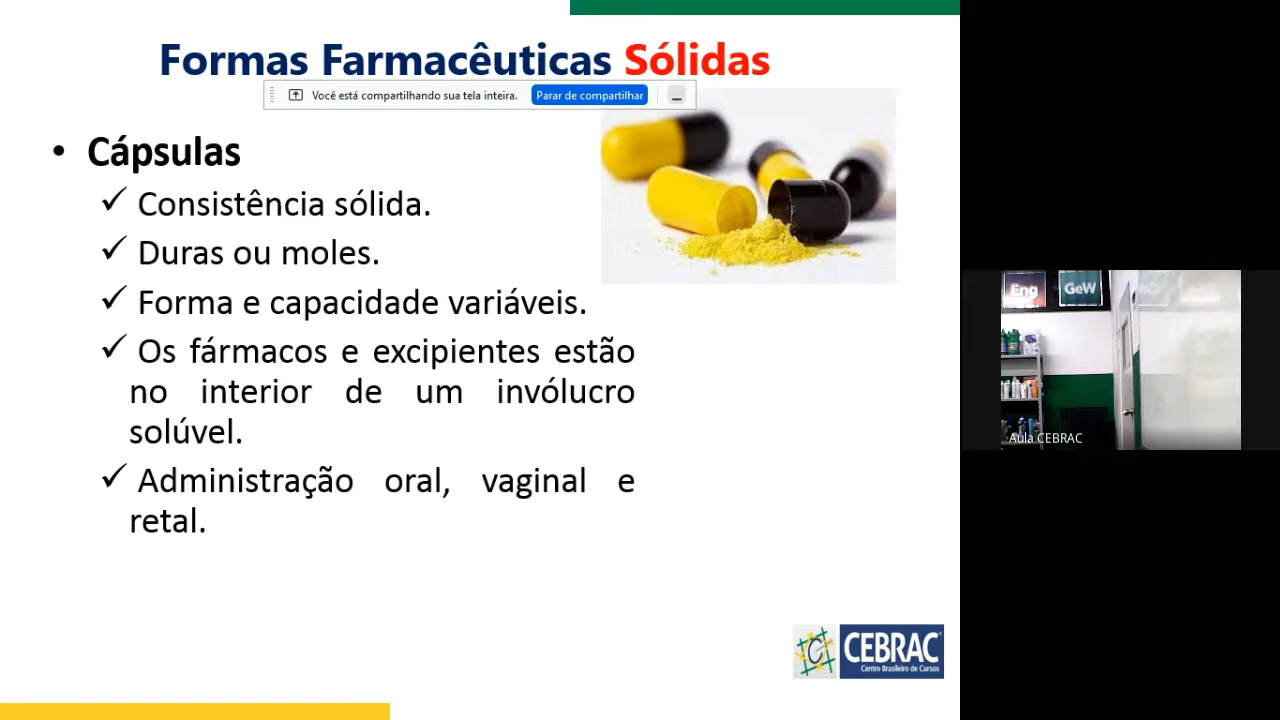 Formas Farmacêuticas Sólidas
Você está compartilhando sua tela inteira. Parar de compartilhar
• Cápsulas
✓ Consistência sólida.
✓ Duras ou moles.
✓ Forma e capacidade variáveis.
✓ Os fármacos e excipientes estão
no interior de um invólucro
solúvel.
✓ Administração oral, vaginal e
retal.
Eng
GeW
Aula CEBRAC
CEBRAC
Centro Brasileiro de Cursos